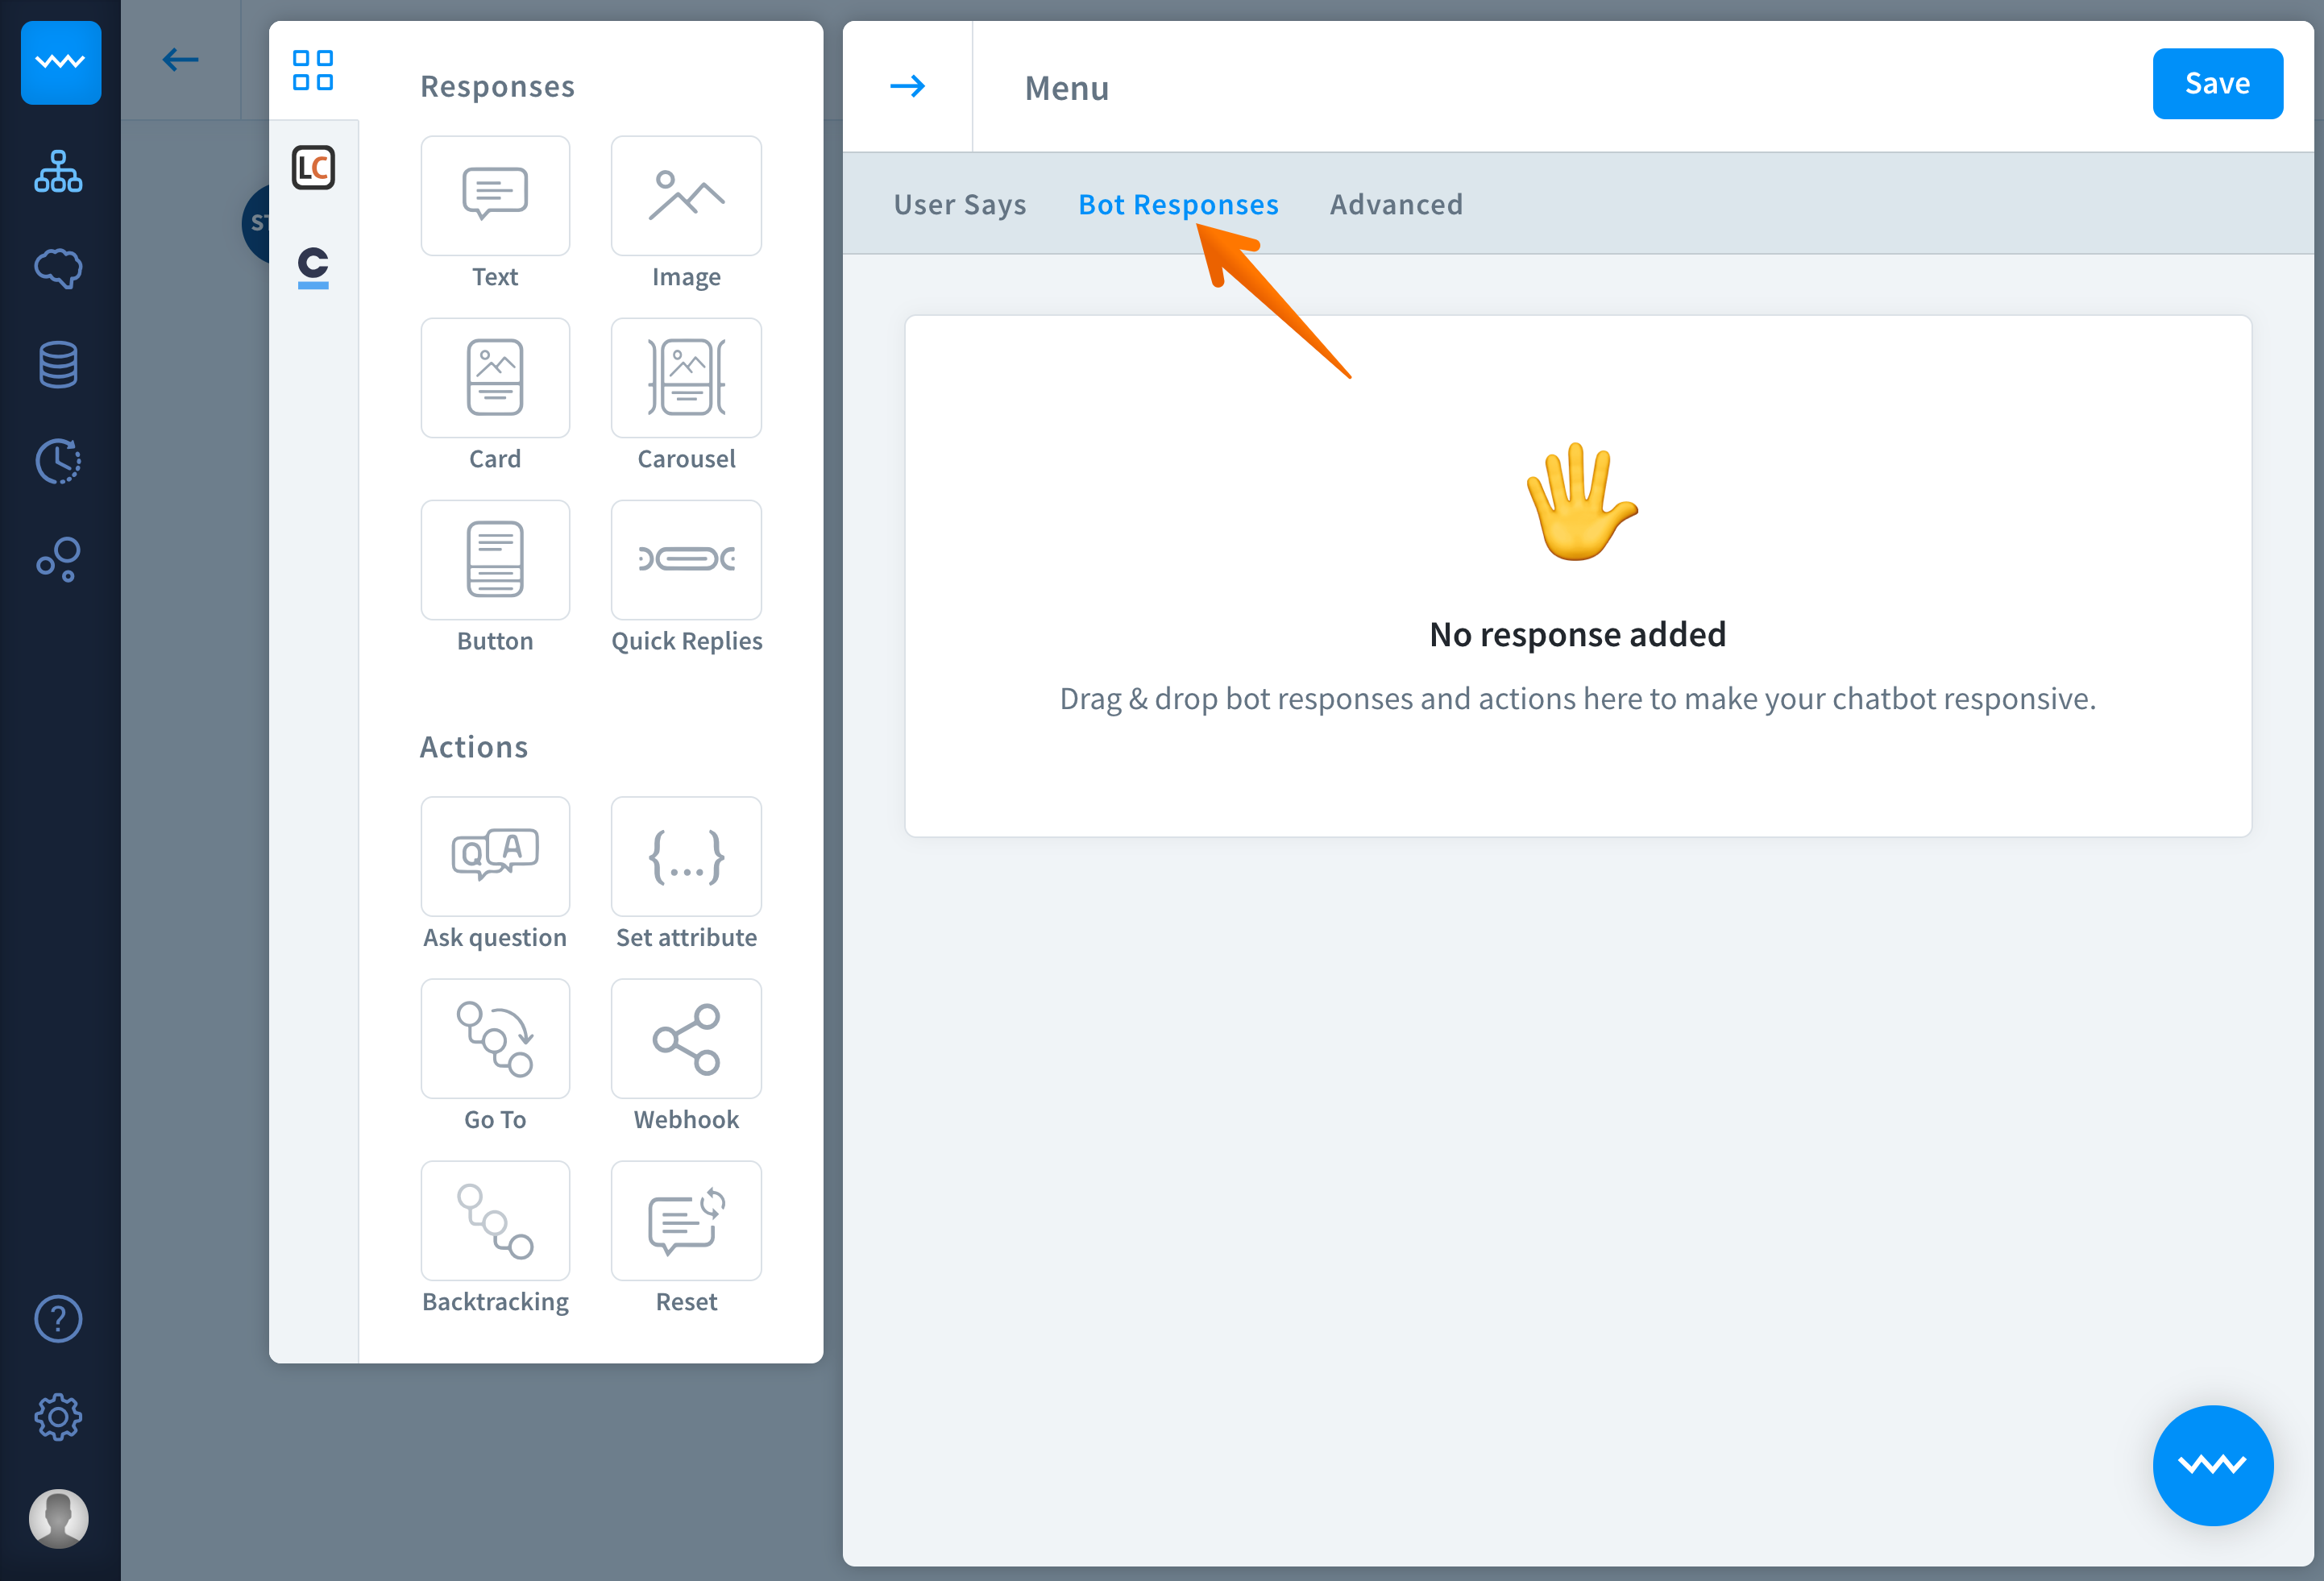 Responses
Text
Image
Card
Carousel
Button
Quick Replies
Actions
Q A
Ask question
{...}
Set attribute
Go To
Webhook
Backtracking
Reset
LC
C
ST
?
Menu
Save
User Says
Bot Responses
Advanced
No response added
Drag & drop bot responses and actions here to make your chatbot responsive.